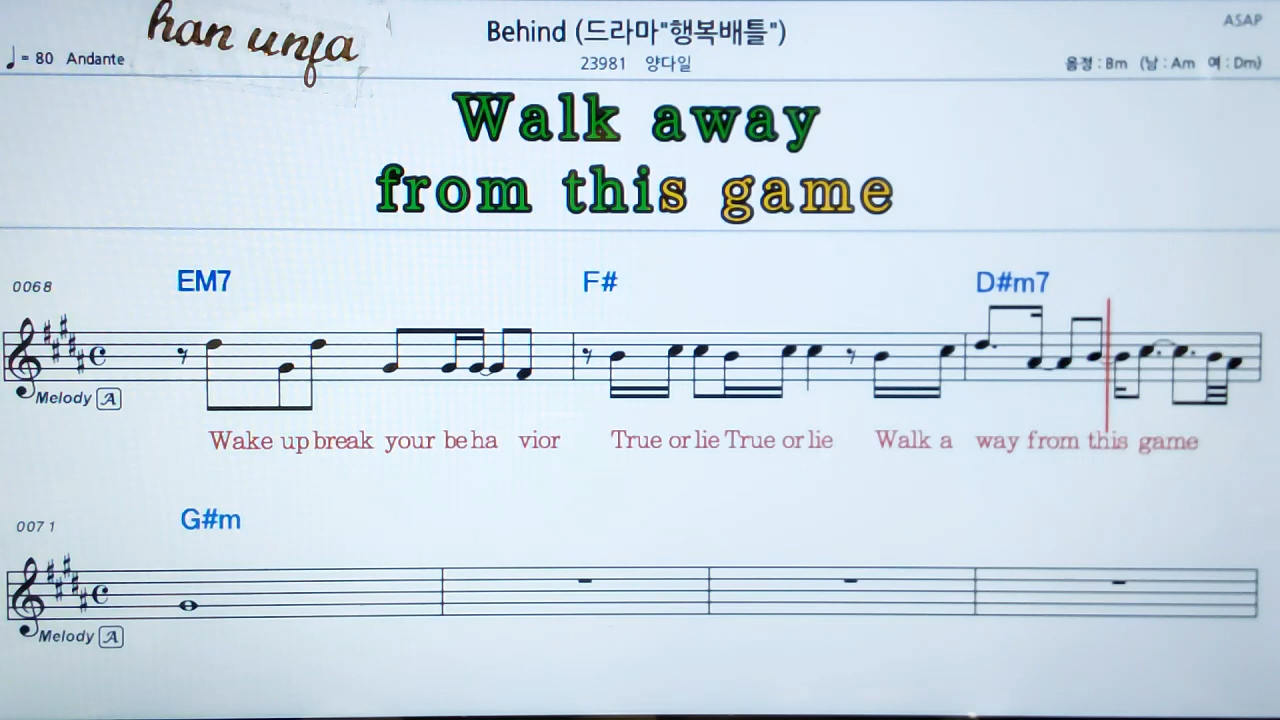 han unja
Behind (드라마"행복배틀")
ASAP
♩ = 80 Andante
23981 양다일
음정 : Bm (남 : Am 여 : Dm)
Walk away
from this game
0068
EM7 F# D#m7
Melody A
Wake up break your be ha vior True or lie True or lie Walk a way from this game
0071
G#m
Melody A